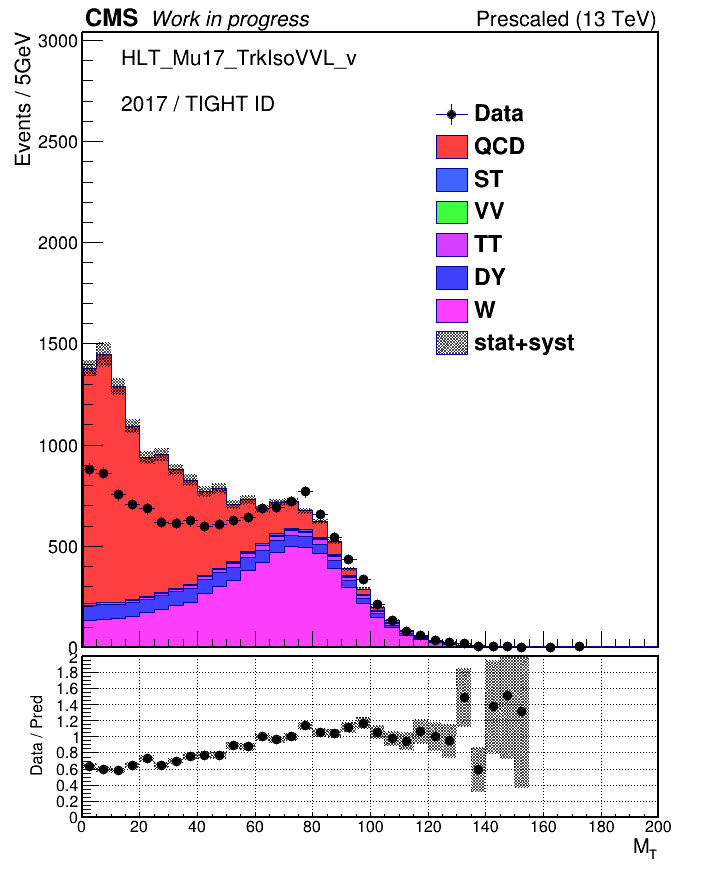 CMS Work in progress Prescaled (13 TeV)
Events / 5GeV
HLT_Mu17_TrkIsoVVL_v
2017 / TIGHT ID
Data
QCD
ST
VV
TT
DY
W
stat+syst
3000
2500
2000
1500
1000
500
0
Data / Pred
2
1.8
1.6
1.4
1.2
1
0.8
0.6
0.4
0.2
0
0 20 40 60 80 100 120 140 160 180 200
M_T